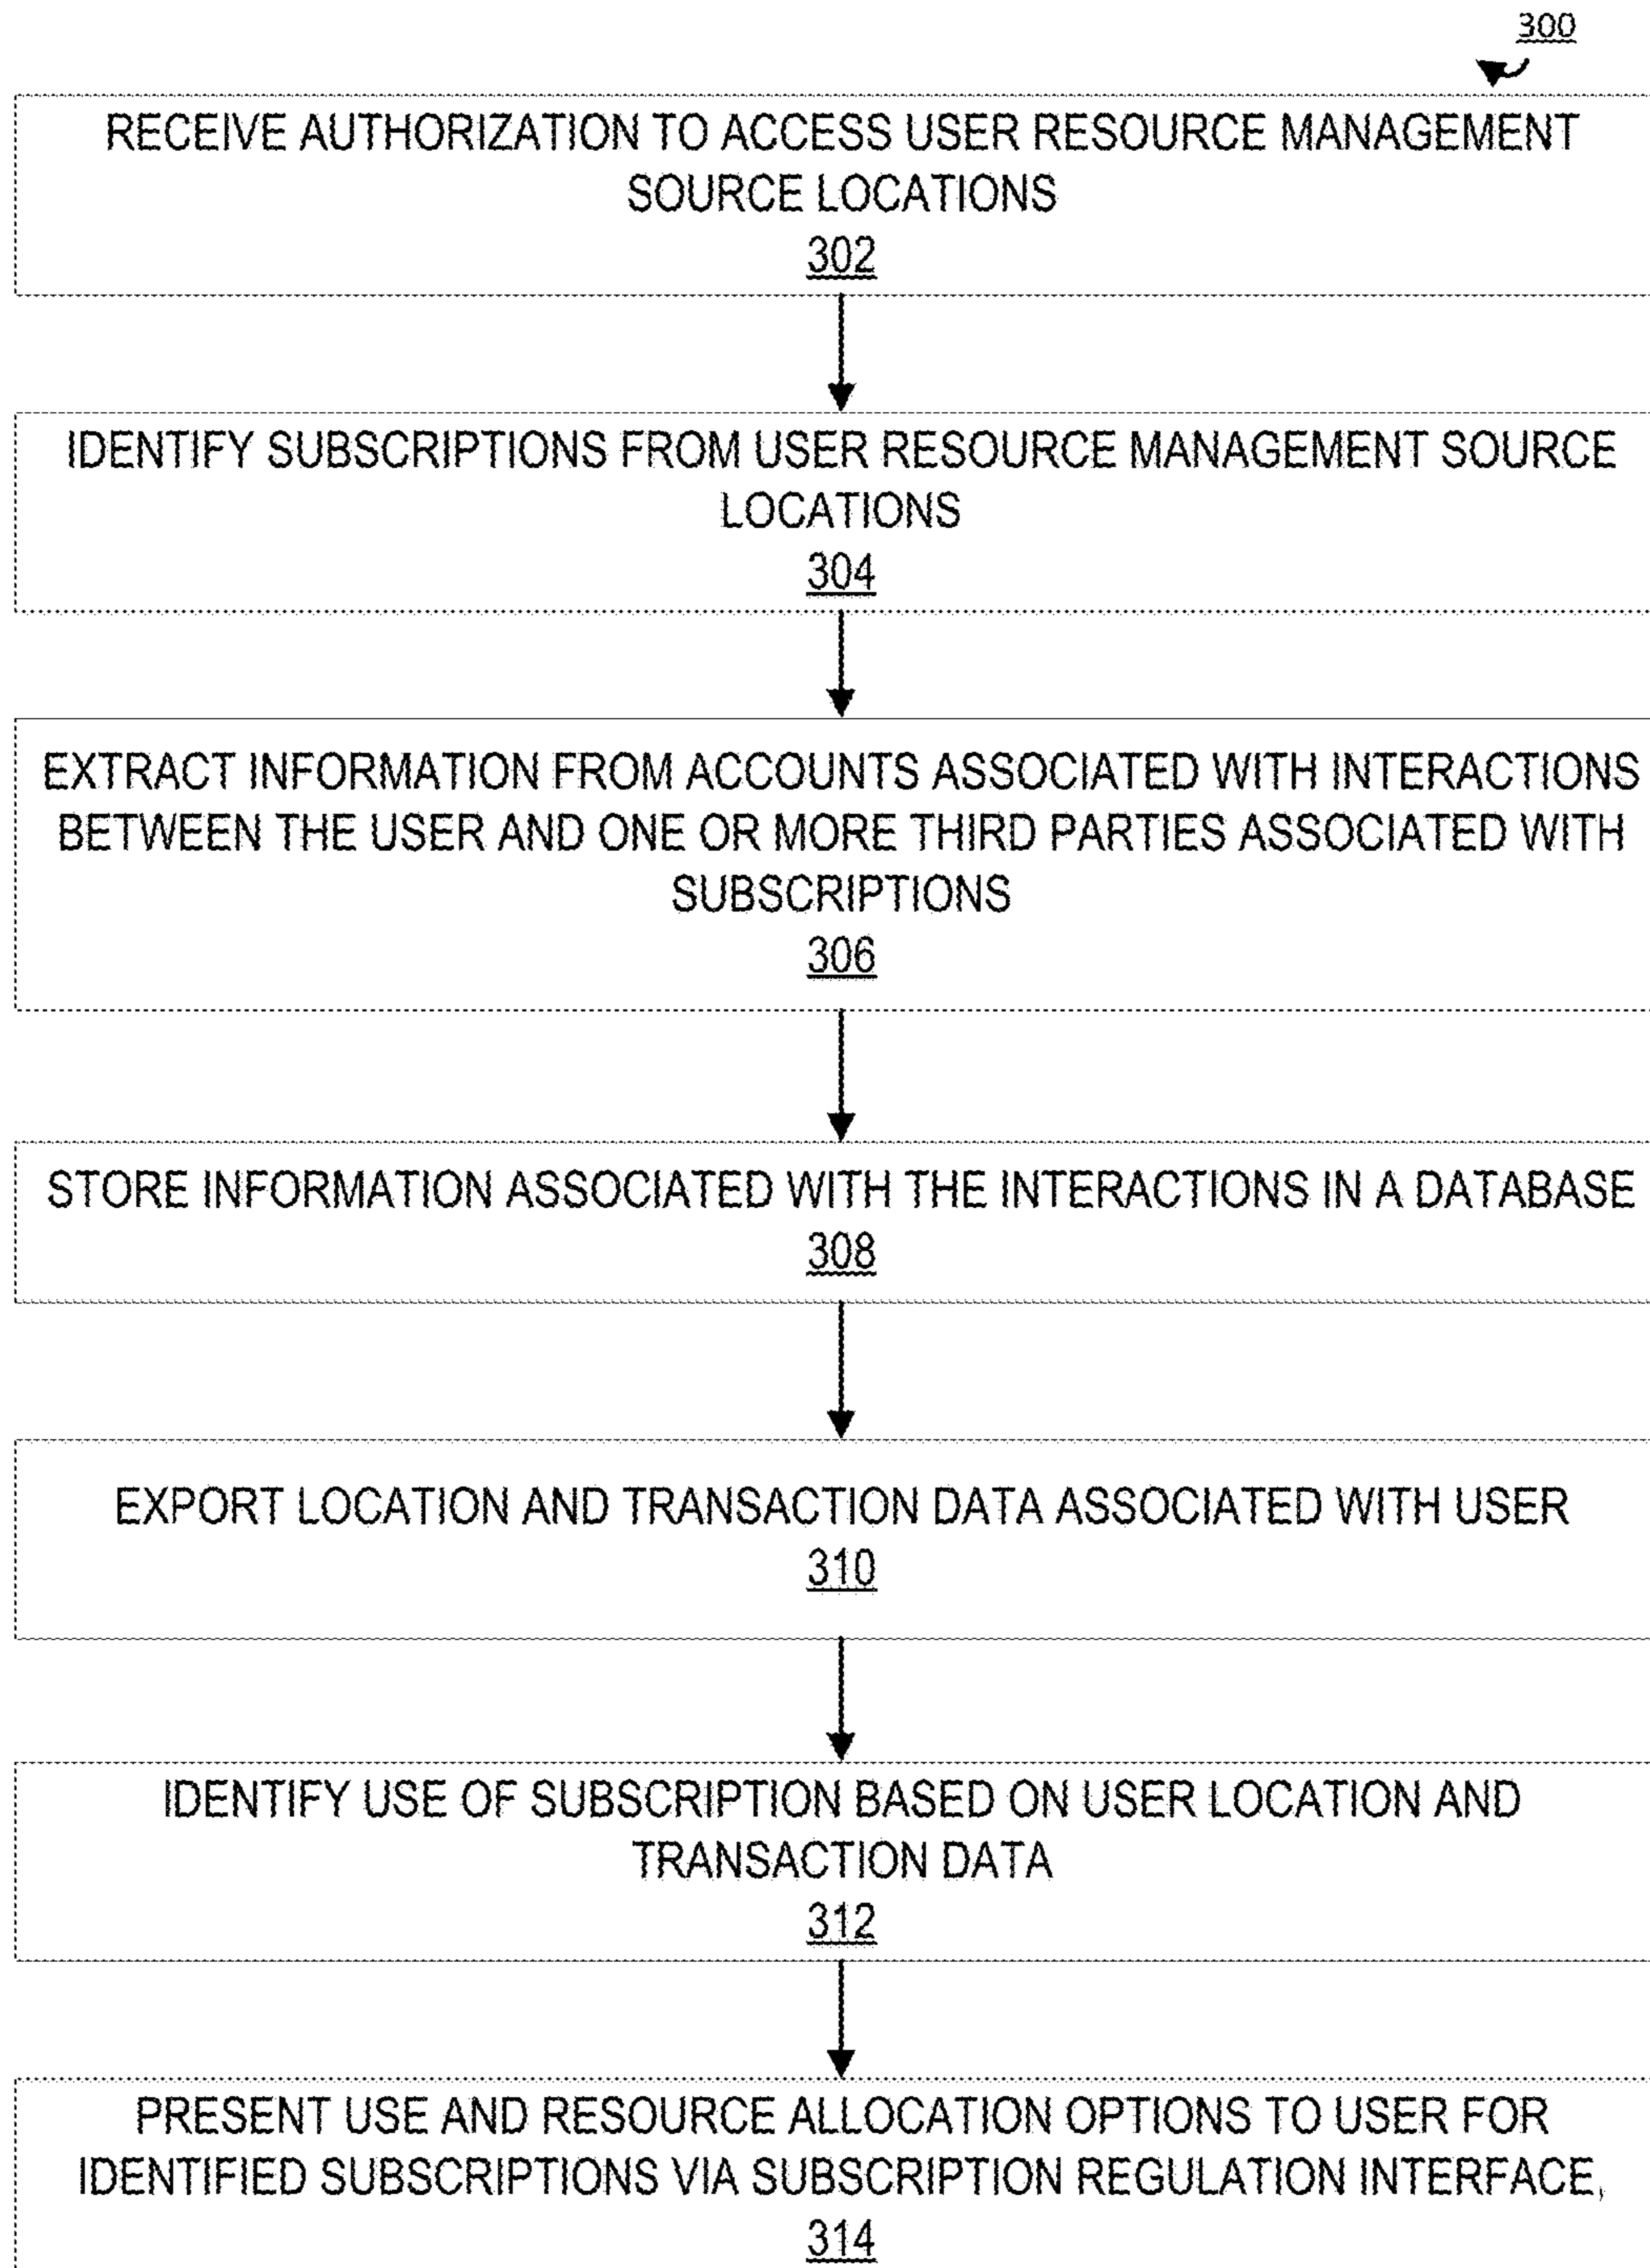 300
RECEIVE AUTHORIZATION TO ACCESS USER RESOURCE MANAGEMENT
SOURCE LOCATIONS
302
IDENTIFY SUBSCRIPTIONS FROM USER RESOURCE MANAGEMENT SOURCE
LOCATIONS
304
EXTRACT INFORMATION FROM ACCOUNTS ASSOCIATED WITH INTERACTIONS
BETWEEN THE USER AND ONE OR MORE THIRD PARTIES ASSOCIATED WITH
SUBSCRIPTIONS
306
STORE INFORMATION ASSOCIATED WITH THE INTERACTIONS IN A DATABASE
308
EXPORT LOCATION AND TRANSACTION DATA ASSOCIATED WITH USER
310
IDENTIFY USE OF SUBSCRIPTION BASED ON USER LOCATION AND
TRANSACTION DATA
312
PRESENT USE AND RESOURCE ALLOCATION OPTIONS TO USER FOR
IDENTIFIED SUBSCRIPTIONS VIA SUBSCRIPTION REGULATION INTERFACE,
314